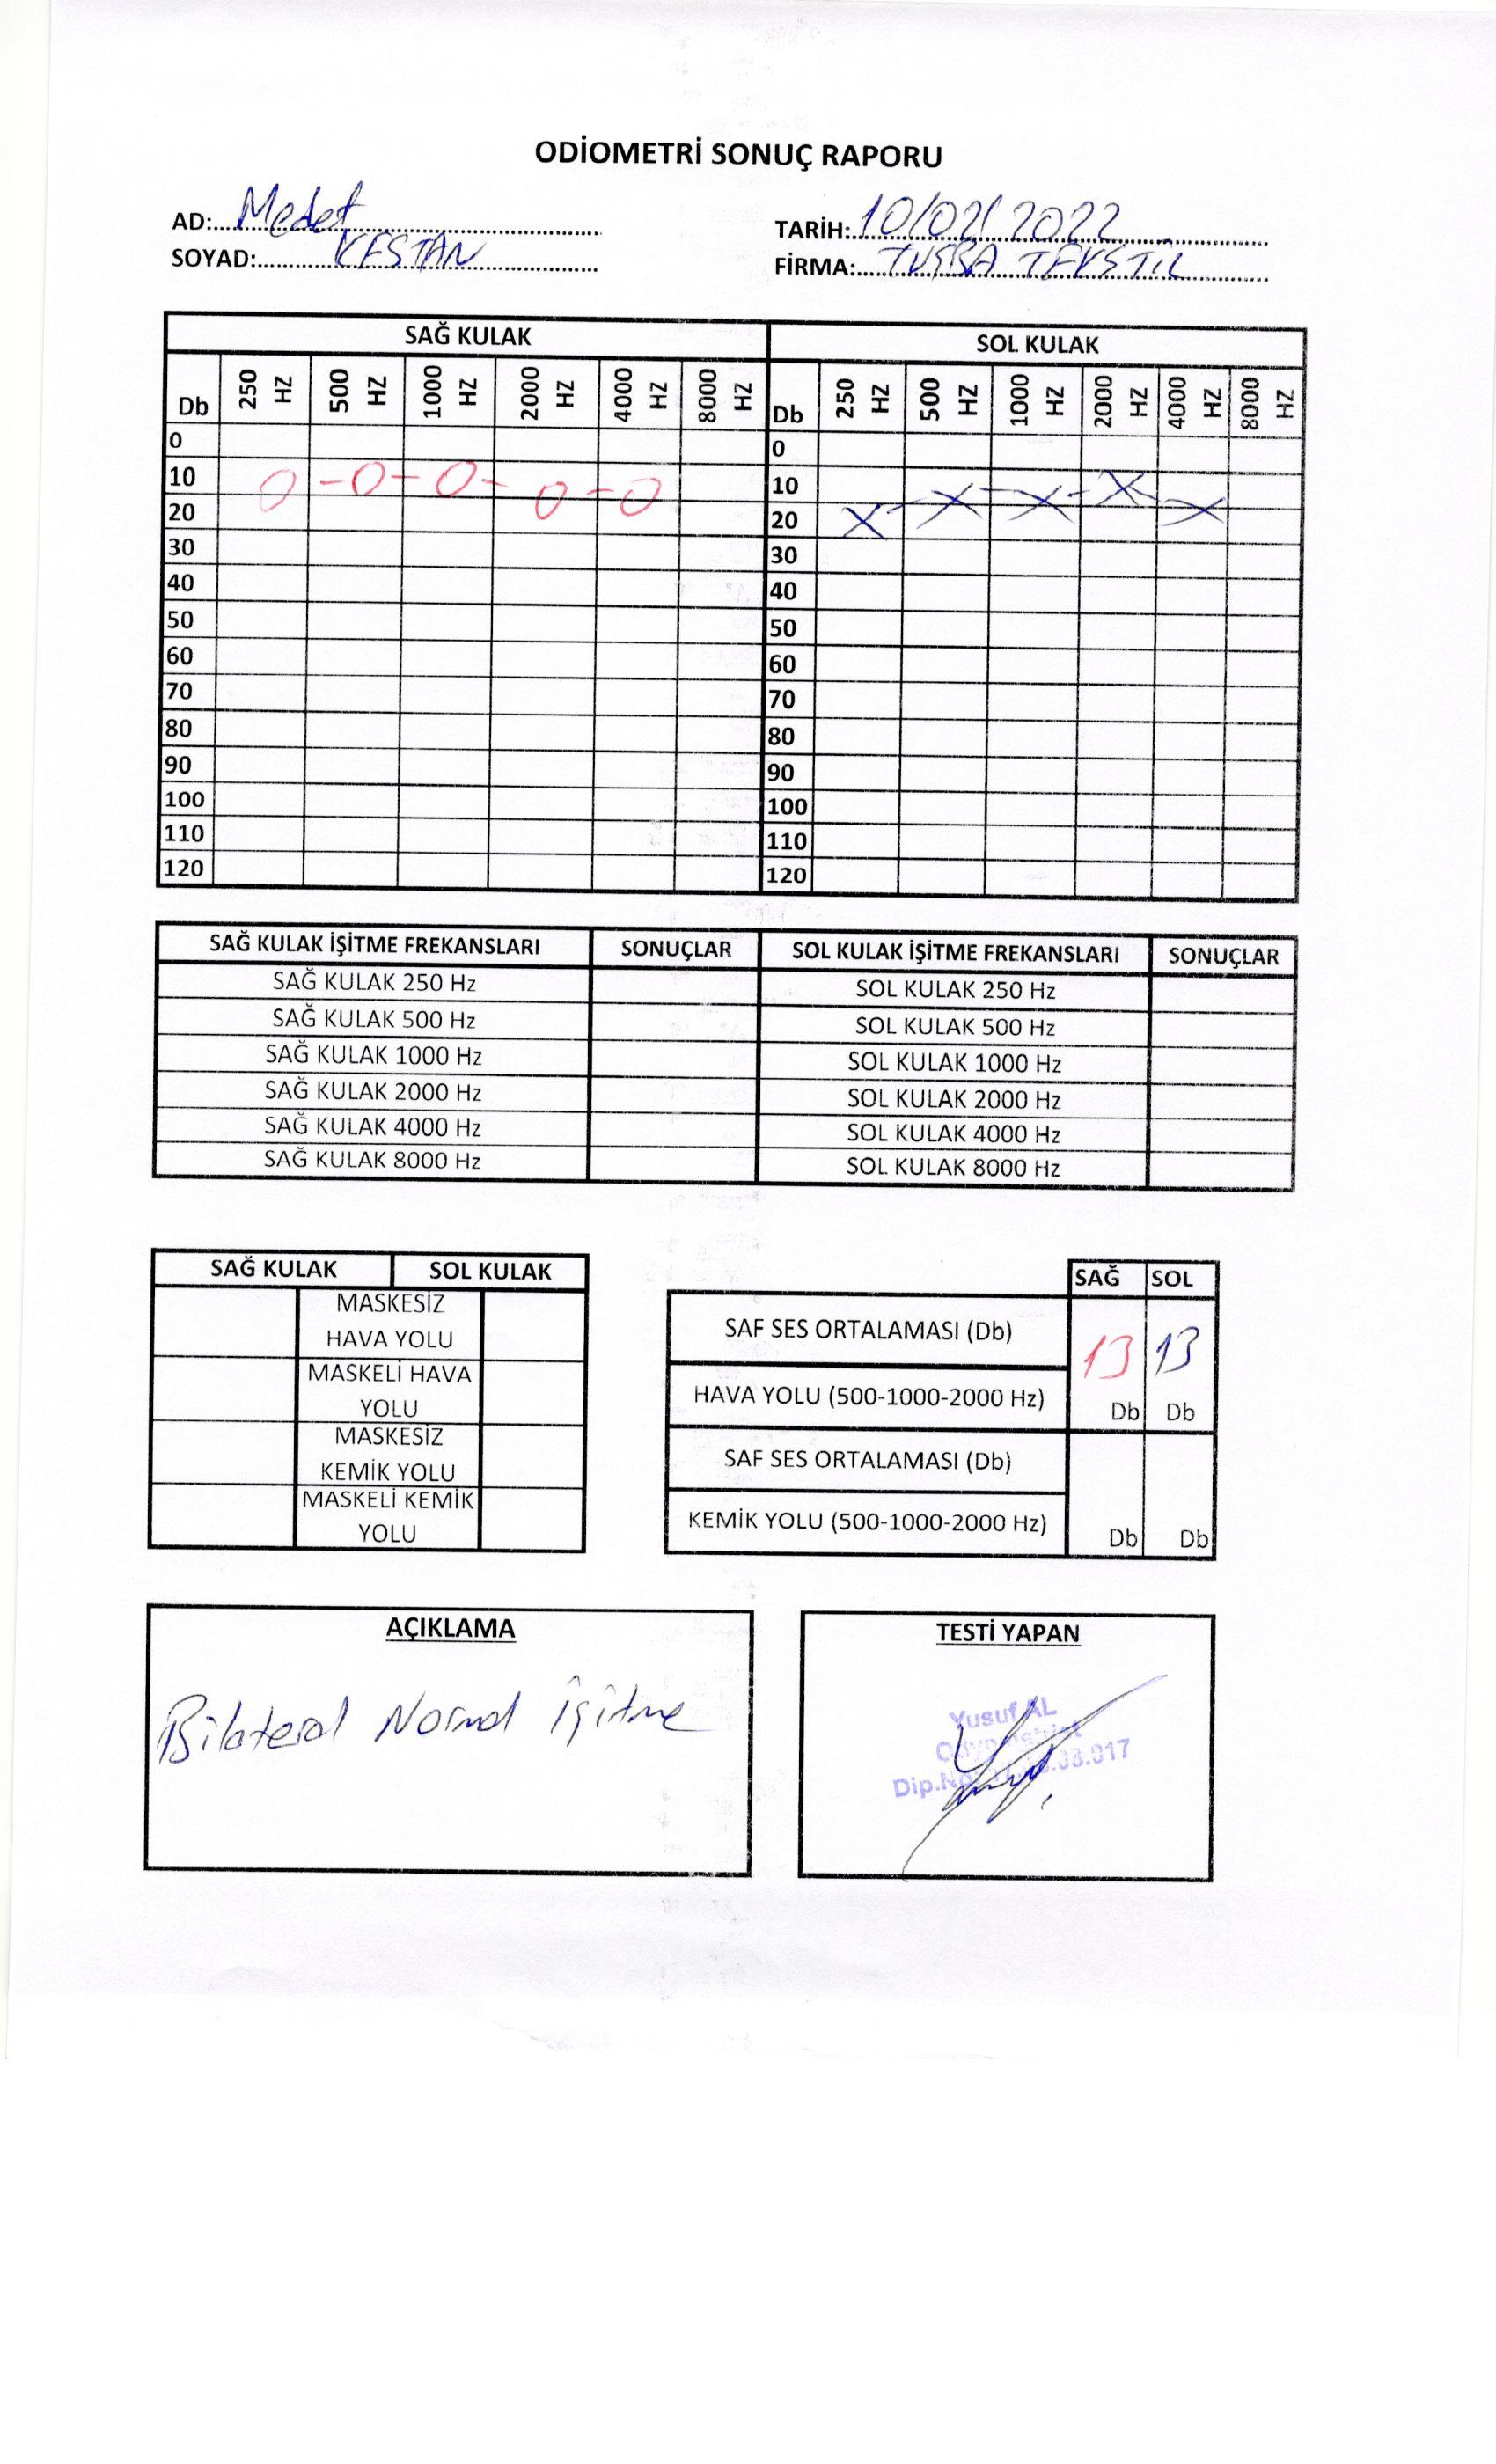 ODİOMETRİ SONUÇ RAPORU
AD: Medet TARİH: 10/02/2022
SOYAD: KESTAN FİRMA: TUĞBA TEKSTİL
SAĞ KULAK SOL KULAK
Db 250 HZ 500 HZ 1000 HZ 2000 HZ 4000 HZ 8000 HZ Db 250 HZ 500 HZ 1000 HZ 2000 HZ 4000 HZ 8000 HZ
0 0
10 10
20 20
30 30
40 40
50 50
60 60
70 70
80 80
90 90
100 100
110 110
120 120
SAĞ KULAK İŞİTME FREKANSLARI SONUÇLAR SOL KULAK İŞİTME FREKANSLARI SONUÇLAR
SAĞ KULAK 250 Hz SOL KULAK 250 Hz
SAĞ KULAK 500 Hz SOL KULAK 500 Hz
SAĞ KULAK 1000 Hz SOL KULAK 1000 Hz
SAĞ KULAK 2000 Hz SOL KULAK 2000 Hz
SAĞ KULAK 4000 Hz SOL KULAK 4000 Hz
SAĞ KULAK 8000 Hz SOL KULAK 8000 Hz
SAĞ KULAK SOL KULAK
MASKESİZ
HAVA YOLU
MASKELİ HAVA
YOLU
MASKESİZ
KEMİK YOLU
MASKELİ KEMİK
YOLU
SAĞ SOL
SAF SES ORTALAMASI (Db) 13 13
HAVA YOLU (500-1000-2000 Hz) Db Db
SAF SES ORTALAMASI (Db)
KEMİK YOLU (500-1000-2000 Hz) Db Db
AÇIKLAMA
Bilateral Normal İşitme
TESTİ YAPAN
Yusuf AL